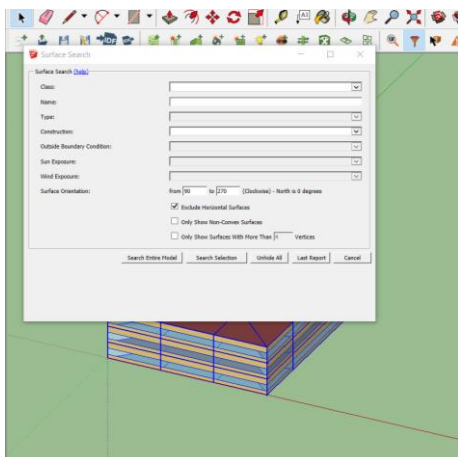 A1
IDF
Surface Search
Surface Search (help)
Class:
Name:
Type:
Construction:
Outside Boundary Condition:
Sun Exposure:
Wind Exposure:
Surface Orientation: from 90 to 270 (Clockwise) - North is 0 degrees
Exclude Horizontal Surfaces
Only Show Non-Convex Surfaces
Only Show Surfaces With More Than 4 Vertices
Search Entire Model Search Selection Unhide All Last Report Cancel